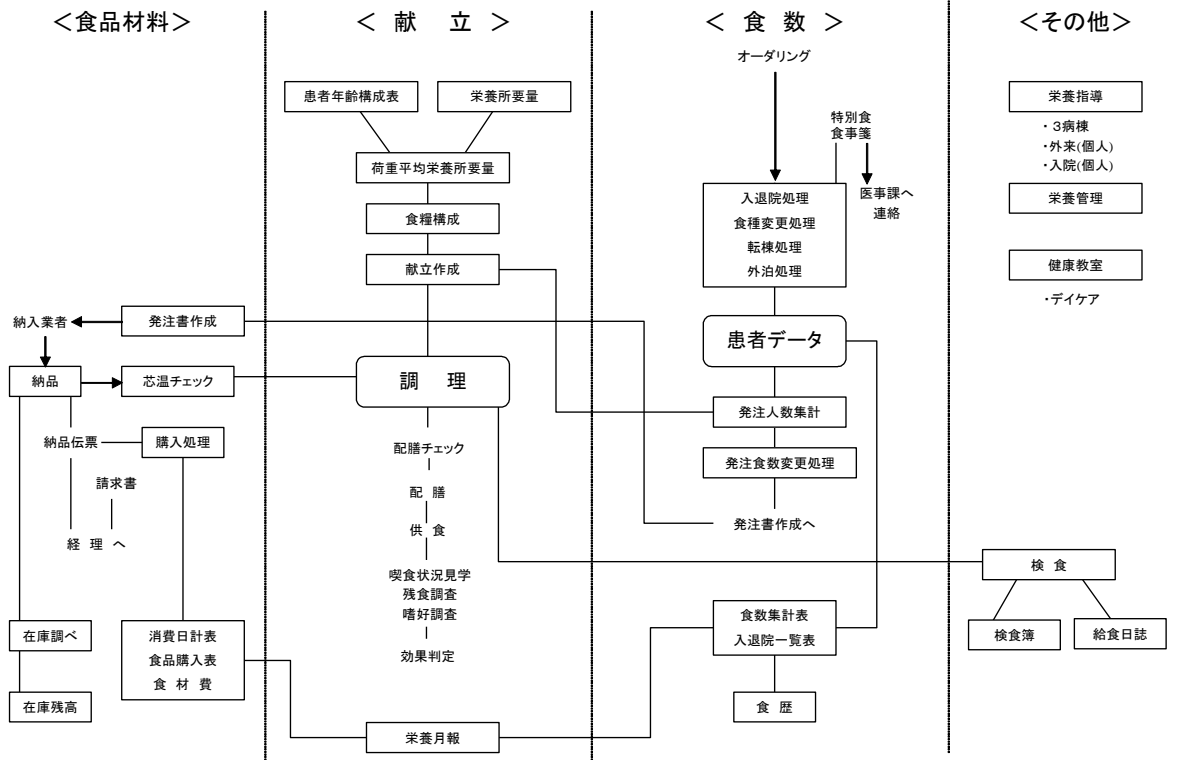 ＜食品材料＞
納入業者
発注書作成
納品
芯温チェック
納品伝票
購入処理
請求書
経 理 へ
在庫調べ
消費日計表
食品購入表
食 材 費
在庫残高
＜ 献 立 ＞
患者年齢構成表
栄養所要量
荷重平均栄養所要量
食糧構成
献立作成
調 理
配膳チェック
配 膳
供 食
喫食状況見学
残食調査
嗜好調査
効果判定
栄養月報
＜ 食 数 ＞
オーダリング
特別食
食事箋
医事課へ
連絡
入退院処理
食種変更処理
転棟処理
外泊処理
患者データ
発注人数集計
発注食数変更処理
発注書作成へ
食数集計表
入退院一覧表
食 歴
＜その他＞
栄養指導
・３病棟
・外来(個人)
・入院(個人)
栄養管理
健康教室
・デイケア
検 食
検食簿
給食日誌